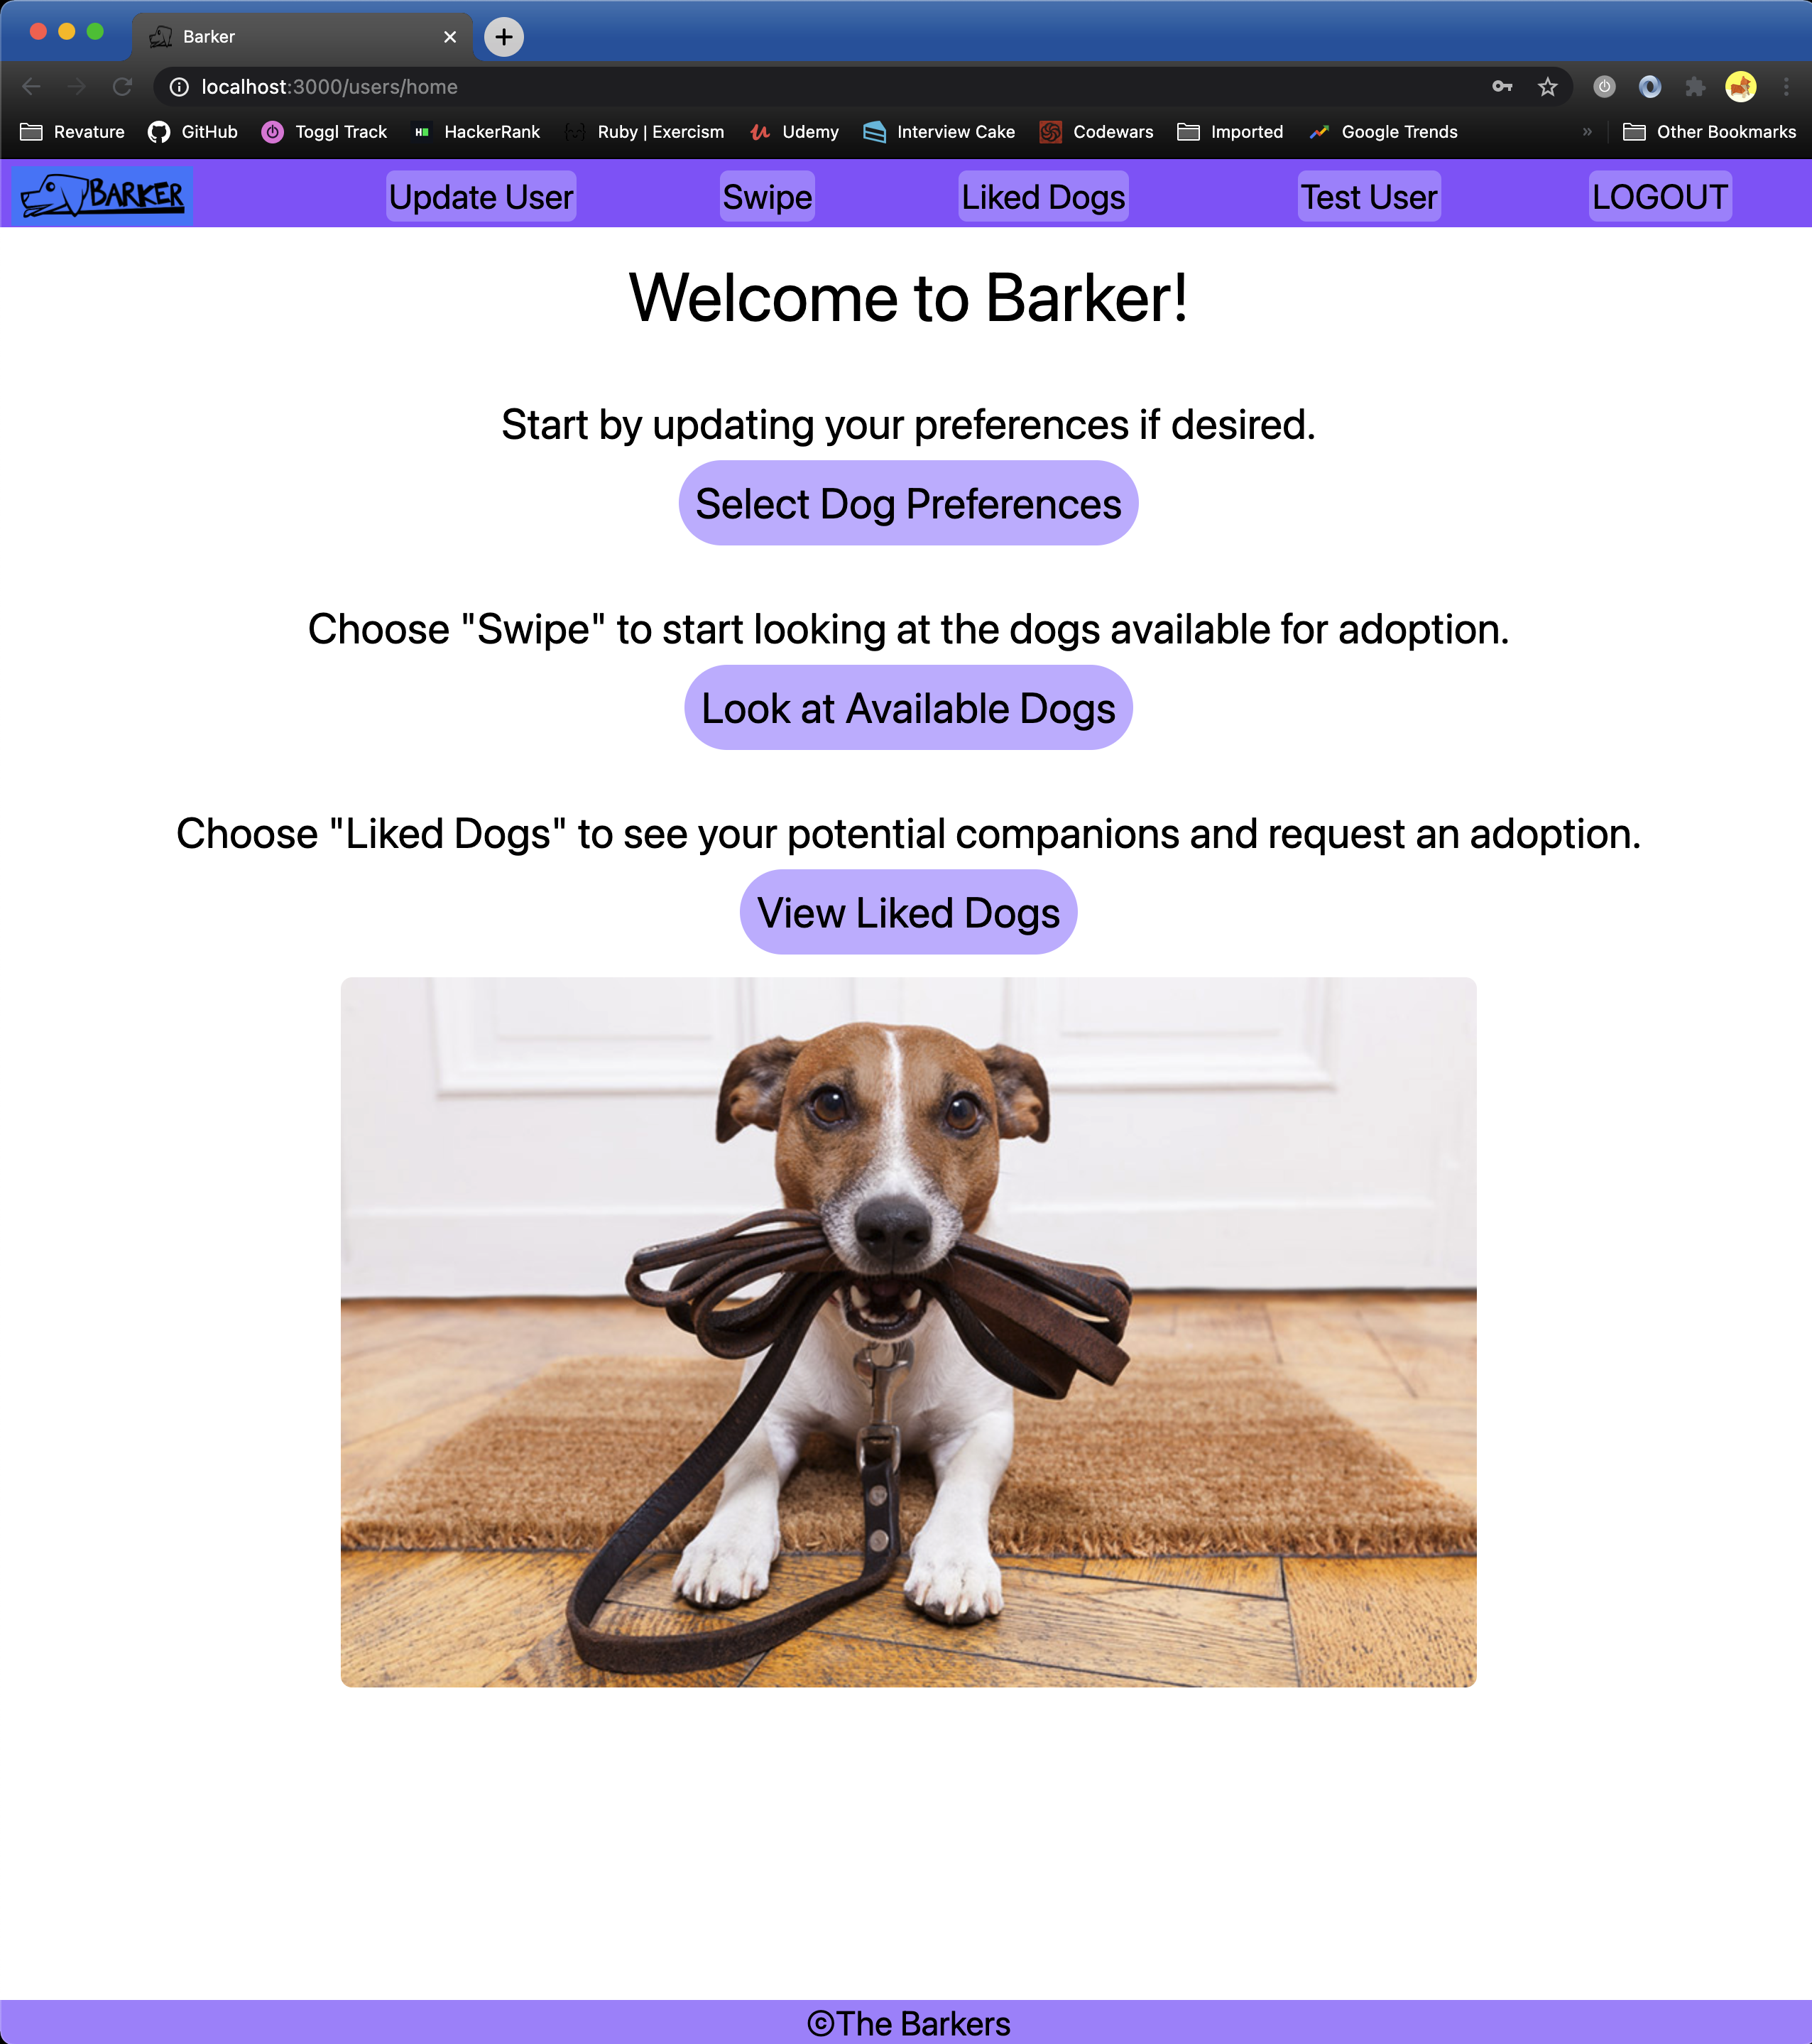 Barker
localhost:3000/users/home
Revature GitHub Toggl Track HackerRank Ruby | Exercism Udemy Interview Cake Codewars Imported Google Trends » Other Bookmarks
BARKER Update User Swipe Liked Dogs Test User LOGOUT
Welcome to Barker!
Start by updating your preferences if desired.
Select Dog Preferences
Choose "Swipe" to start looking at the dogs available for adoption.
Look at Available Dogs
Choose "Liked Dogs" to see your potential companions and request an adoption.
View Liked Dogs
©The Barkers